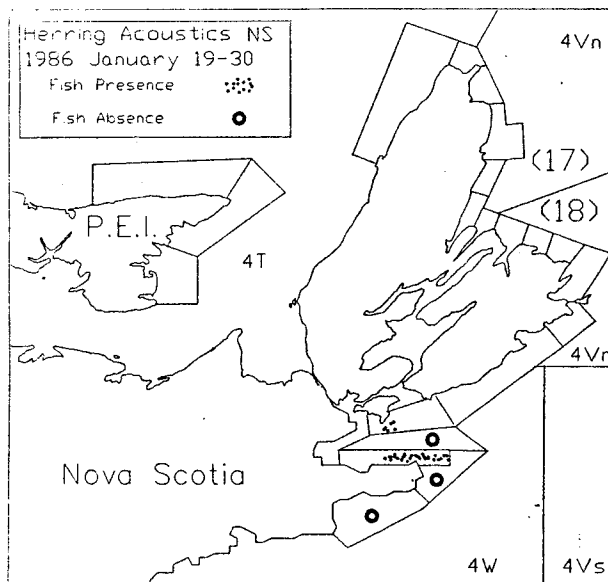 Herring Acoustics NS
1986 January 19-30
Fish Presence
Fish Absence
4Vn
(17)
(18)
P.E.I.
4T
4Vn
Nova Scotia
4W
4Vs